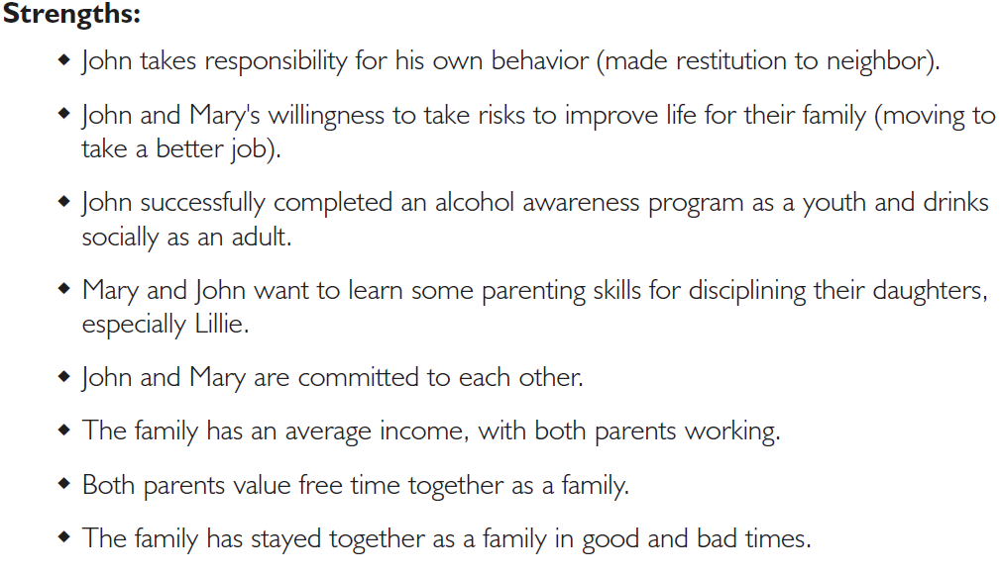 Strengths:
◆ John takes responsibility for his own behavior (made restitution to neighbor).
◆ John and Mary's willingness to take risks to improve life for their family (moving to
take a better job).
◆ John successfully completed an alcohol awareness program as a youth and drinks
socially as an adult.
◆ Mary and John want to learn some parenting skills for disciplining their daughters,
especially Lillie.
◆ John and Mary are committed to each other.
◆ The family has an average income, with both parents working.
◆ Both parents value free time together as a family.
◆ The family has stayed together as a family in good and bad times.